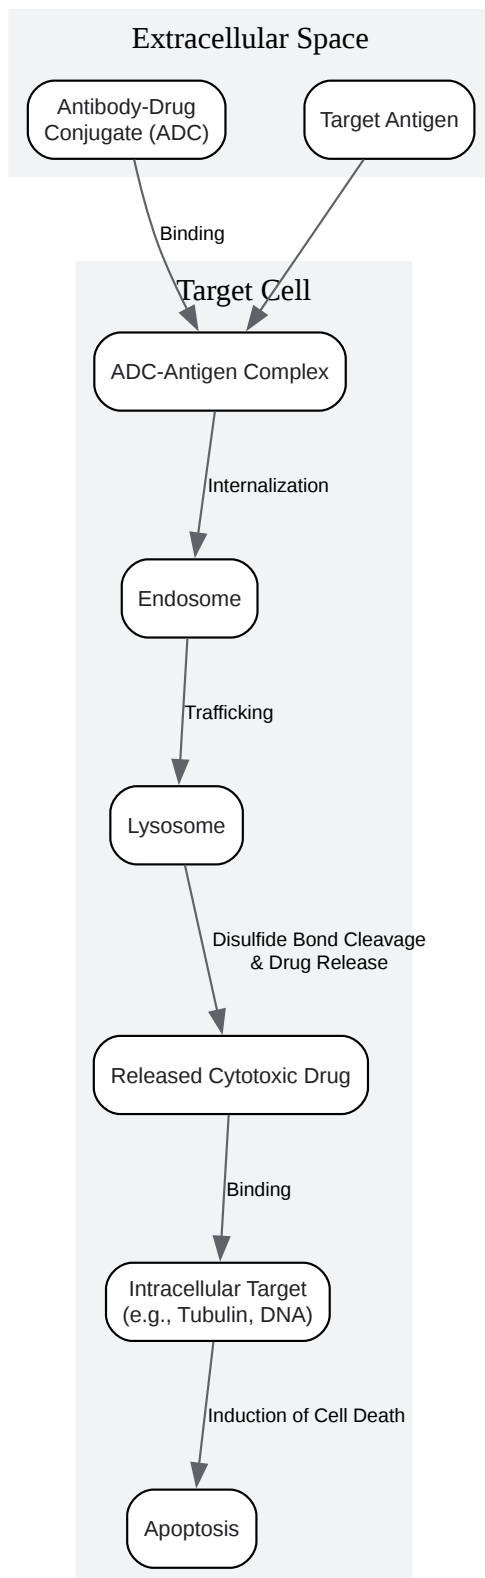 Extracellular Space
Antibody-Drug
Conjugate (ADC)
Target Antigen
Binding
Target Cell
ADC-Antigen Complex
Internalization
Endosome
Trafficking
Lysosome
Disulfide Bond Cleavage
& Drug Release
Released Cytotoxic Drug
Binding
Intracellular Target
(e.g., Tubulin, DNA)
Induction of Cell Death
Apoptosis